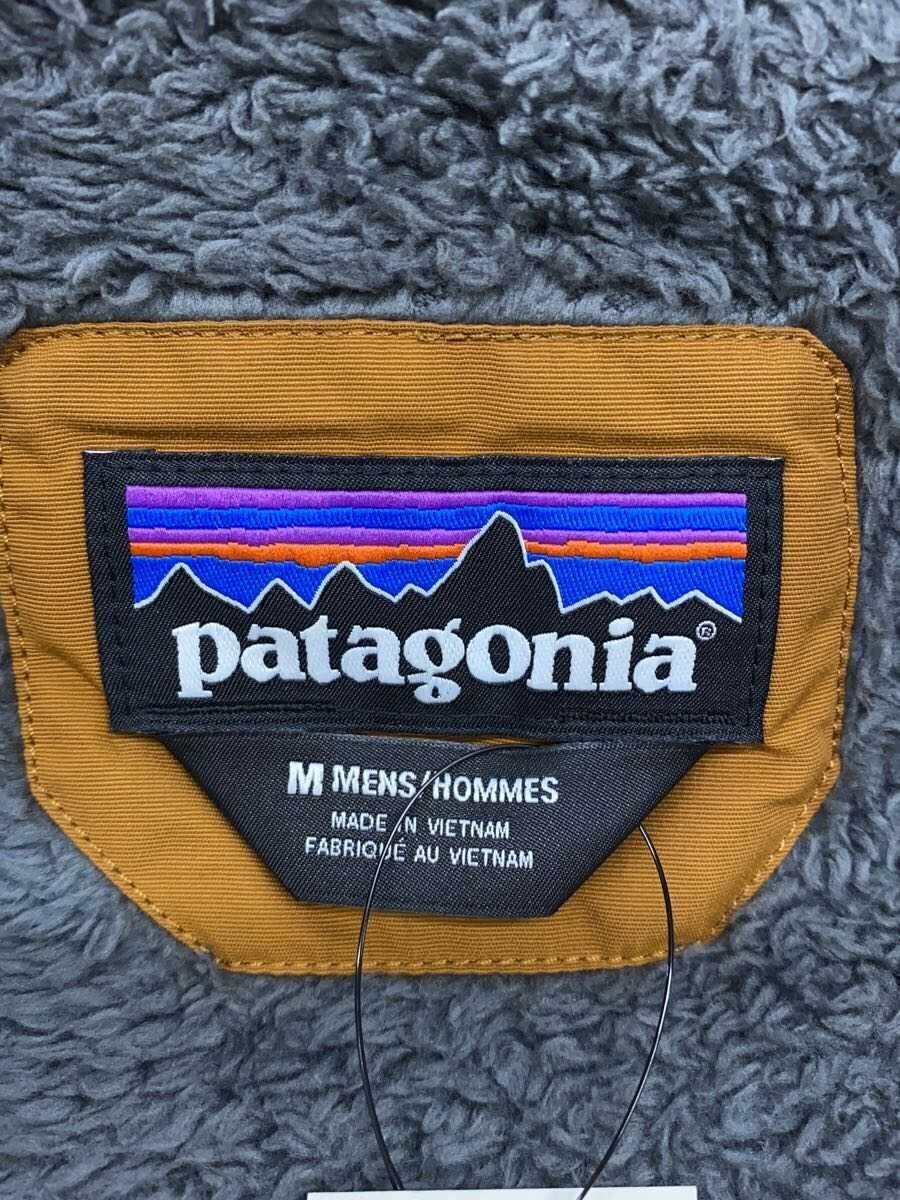 patagonia®
M MENS/HOMMES
MADE IN VIETNAM
FABRIQUÉ AU VIETNAM